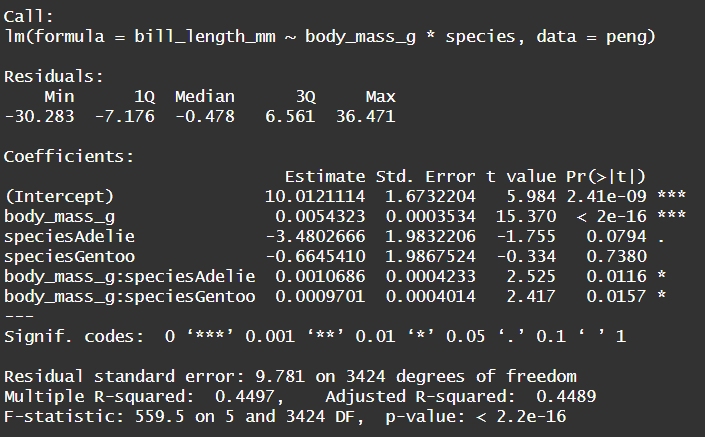 Call:
lm(formula = bill_length_mm ~ body_mass_g * species, data = peng)
Residuals:
Min 1Q Median 3Q Max
-30.283 -7.176 -0.478 6.561 36.471
Coefficients:
Estimate Std. Error t value Pr(>|t|)
(Intercept) 10.0121114 1.6732204 5.984 2.41e-09 ***
body_mass_g 0.0054323 0.0003534 15.370 < 2e-16 ***
speciesAdelie -3.4802666 1.9832206 -1.755 0.0794 .
speciesGentoo -0.6645410 1.9867524 -0.334 0.7380
body_mass_g:speciesAdelie 0.0010686 0.0004233 2.525 0.0116 *
body_mass_g:speciesGentoo 0.0009701 0.0004014 2.417 0.0157 *
---
Signif. codes: 0 ‘***’ 0.001 ‘**’ 0.01 ‘*’ 0.05 ‘.’ 0.1 ‘ ’ 1
Residual standard error: 9.781 on 3424 degrees of freedom
Multiple R-squared: 0.4497, Adjusted R-squared: 0.4489
F-statistic: 559.5 on 5 and 3424 DF, p-value: < 2.2e-16